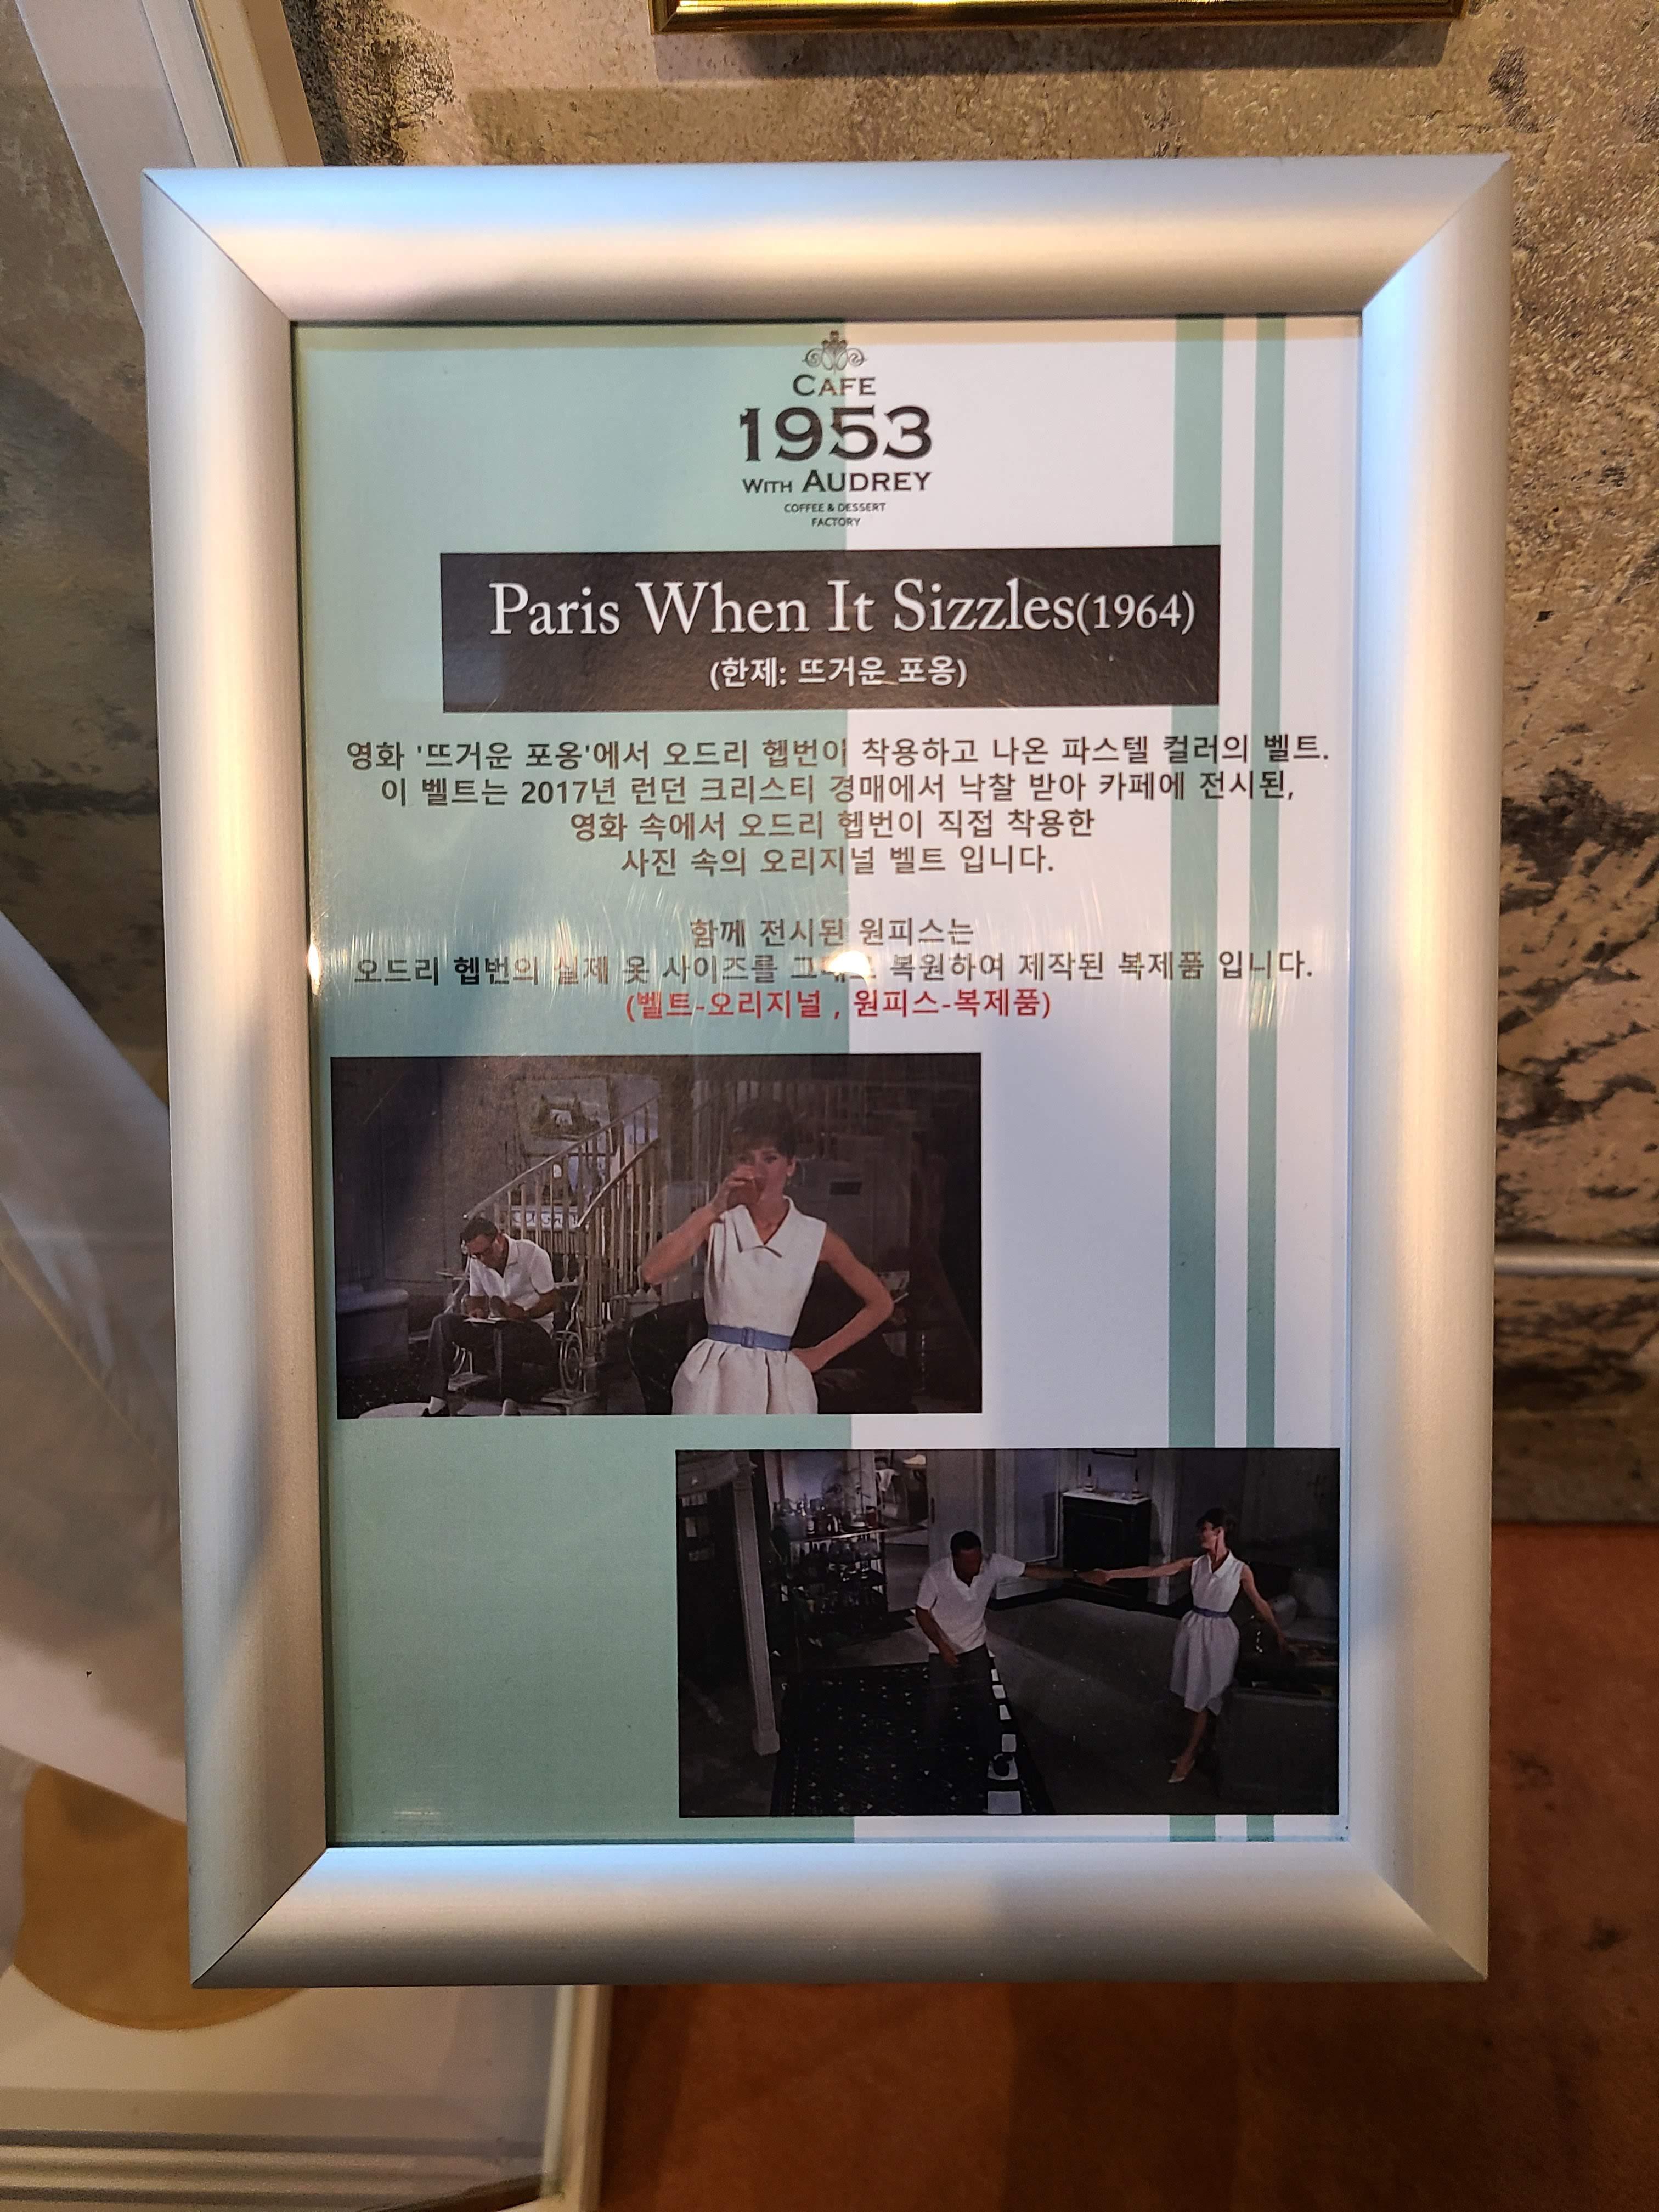 CAFE
1953
WITH AUDREY
COFFEE & DESSERT
FACTORY
Paris When It Sizzles(1964)
(한제: 뜨거운 포옹)
영화 '뜨거운 포옹'에서 오드리 헵번이 착용하고 나온 파스텔 컬러의 벨트.
이 벨트는 2017년 런던 크리스티 경매에서 낙찰 받아 카페에 전시된,
영화 속에서 오드리 헵번이 직접 착용한
사진 속의 오리지널 벨트 입니다.
함께 전시된 원피스는
오드리 헵번의 실제 옷 사이즈를 그대로 복원하여 제작된 복제품 입니다.
(벨트-오리지널 , 원피스-복제품)